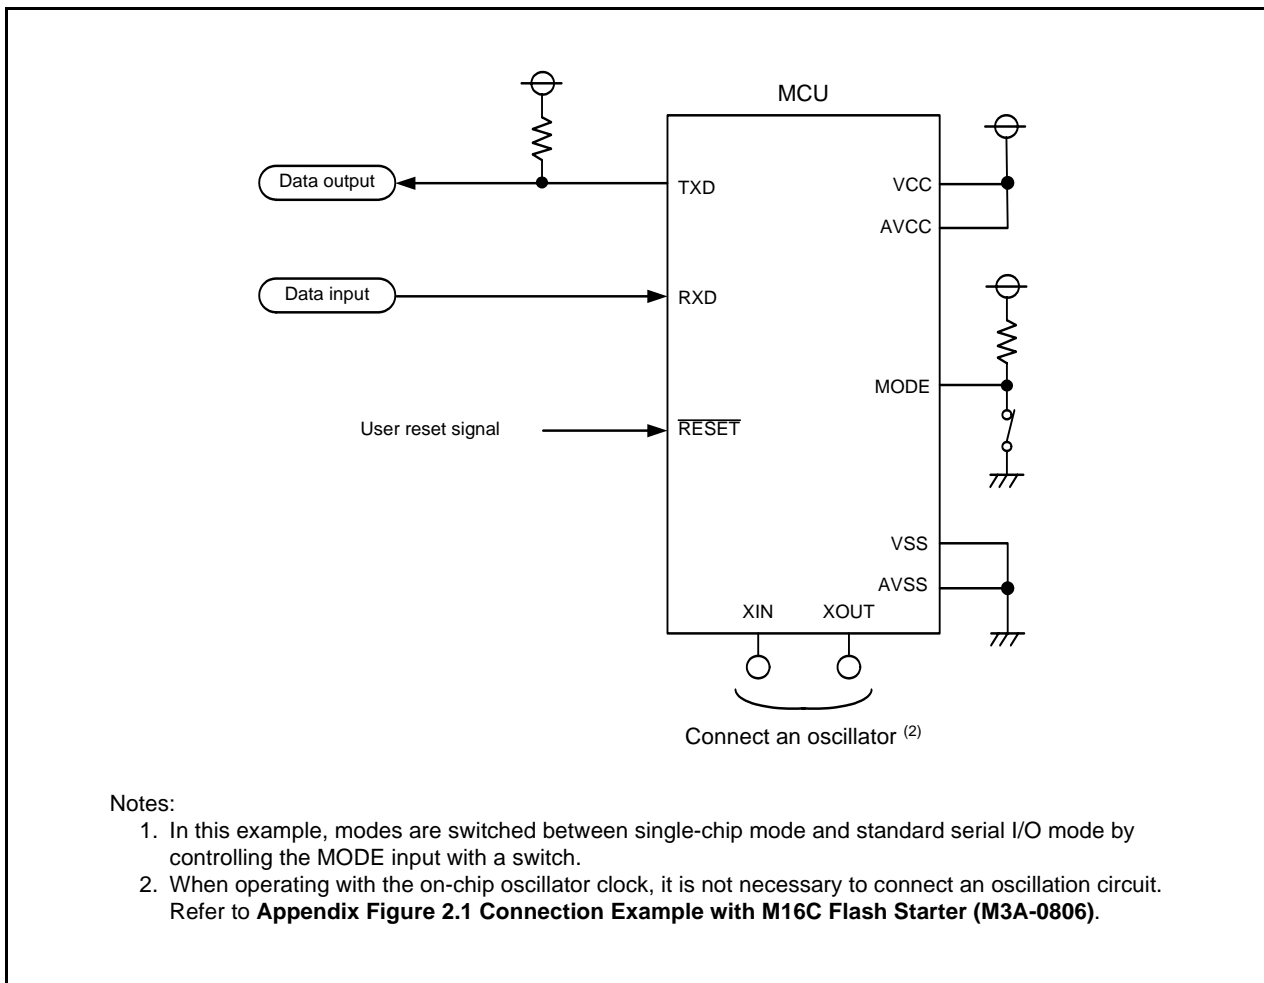 MCU
Data output
TXD
VCC
AVCC
Data input
RXD
MODE
User reset signal
RESET
VSS
AVSS
XIN XOUT
Connect an oscillator (2)
Notes:
1. In this example, modes are switched between single-chip mode and standard serial I/O mode by
controlling the MODE input with a switch.
2. When operating with the on-chip oscillator clock, it is not necessary to connect an oscillation circuit.
Refer to Appendix Figure 2.1 Connection Example with M16C Flash Starter (M3A-0806).